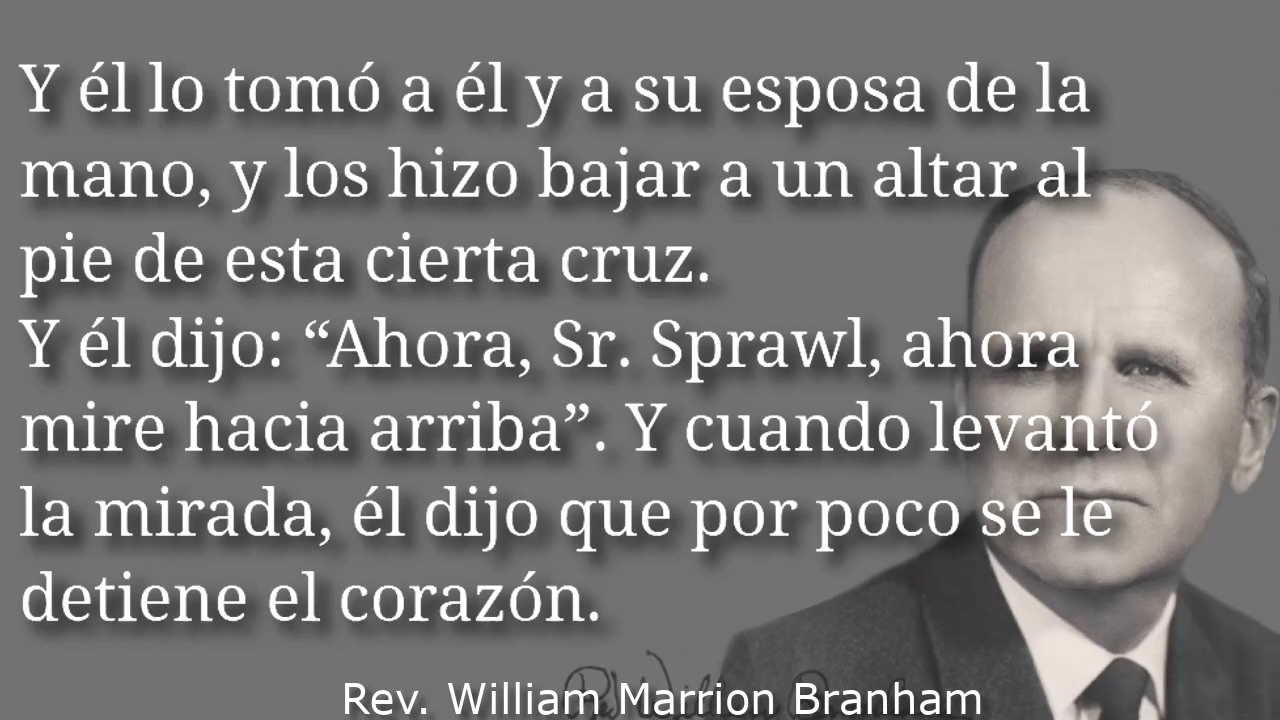 Y él lo tomó a él y a su esposa de la
mano, y los hizo bajar a un altar al
pie de esta cierta cruz.
Y él dijo: “Ahora, Sr. Sprawl, ahora
mire hacia arriba”. Y cuando levantó
la mirada, él dijo que por poco se le
detiene el corazón.
Rev. William Marrion Branham